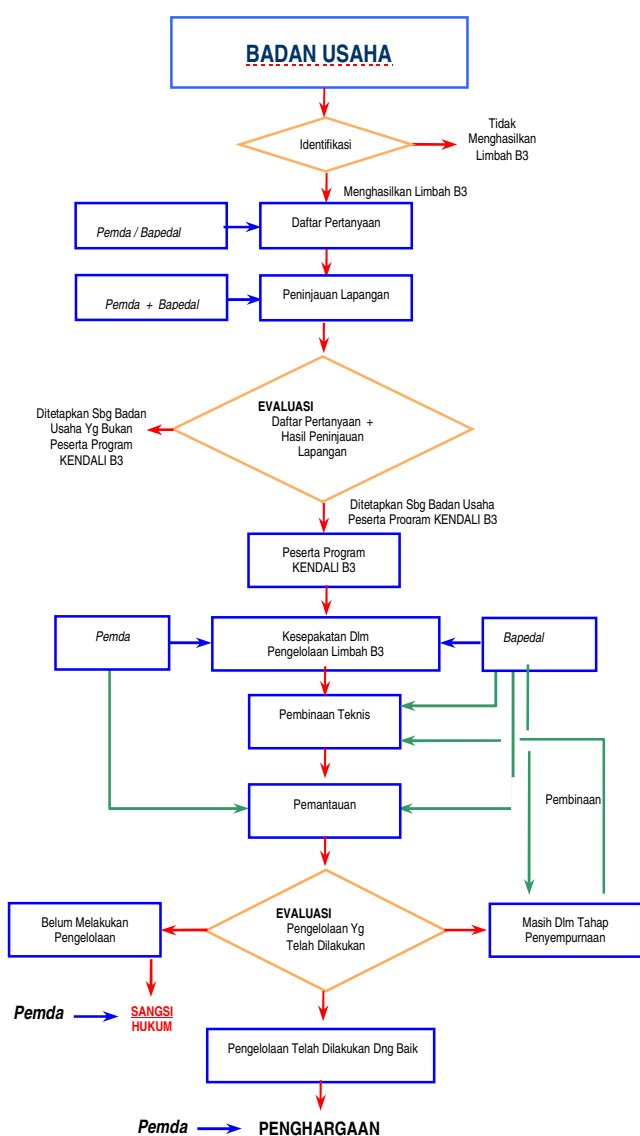 BADAN USAHA
Identifikasi
Tidak
Menghasilkan
Limbah B3
Menghasilkan Limbah B3
Pemda / Bapedal
Daftar Pertanyaan
Pemda + Bapedal
Peninjauan Lapangan
EVALUASI
Daftar Pertanyaan +
Hasil Peninjauan
Lapangan
Ditetapkan Sbg Badan
Usaha Yg Bukan
Peserta Program
KENDALI B3
Ditetapkan Sbg Badan Usaha
Peserta Program KENDALI B3
Peserta Program
KENDALI B3
Pemda
Kesepakatan Dlm
Pengelolaan Limbah B3
Bapedal
Pembinaan Teknis
Pemantauan
Pembinaan
Belum Melakukan
Pengelolaan
EVALUASI
Pengelolaan Yg
Telah Dilakukan
Masih Dlm Tahap
Penyempurnaan
Pemda
SANGSI
HUKUM
Pengelolaan Telah Dilakukan Dng Baik
Pemda
PENGHARGAAN